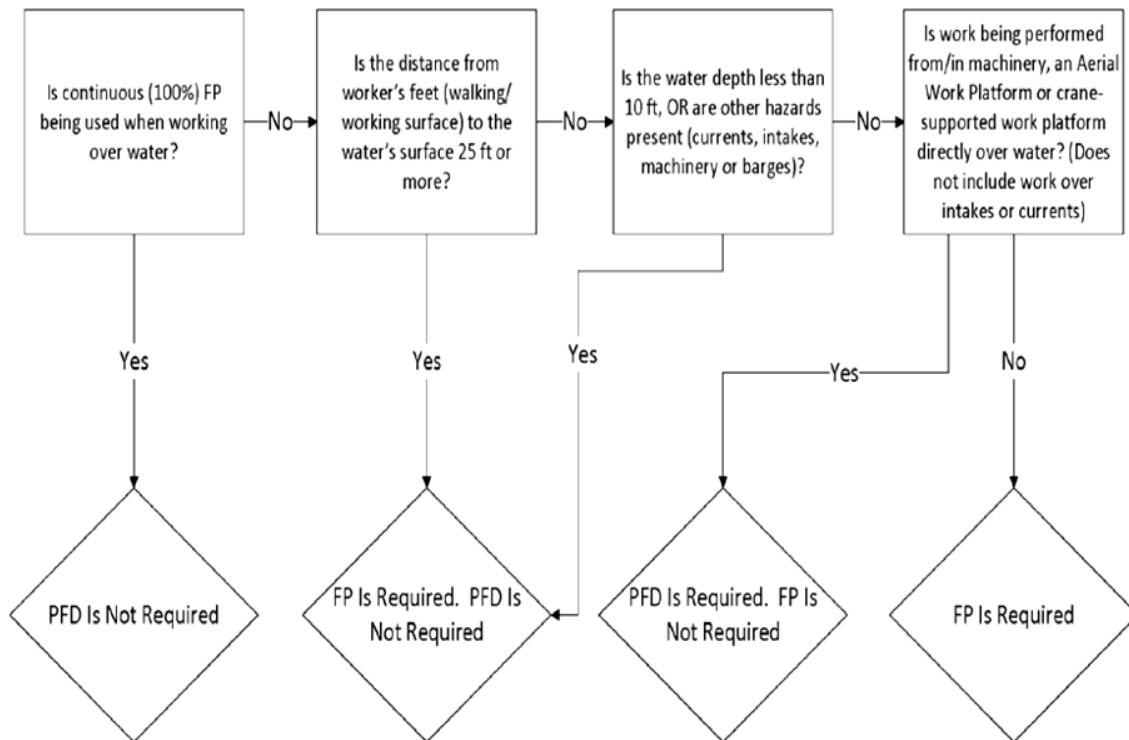 Is continuous (100%) FP
being used when working
over water?
No
Is the distance from
worker's feet (walking/
working surface) to the
water's surface 25 ft or
more?
No
Is the water depth less than
10 ft, OR are other hazards
present (currents, intakes,
machinery or barges)?
No
Is work being performed
from/in machinery, an Aerial
Work Platform or crane-
supported work platform
directly over water? (Does
not include work over
intakes or currents)
Yes
Yes
Yes
Yes
No
PFD Is Not Required
FP Is Required. PFD Is
Not Required
PFD Is Required. FP Is
Not Required
FP Is Required